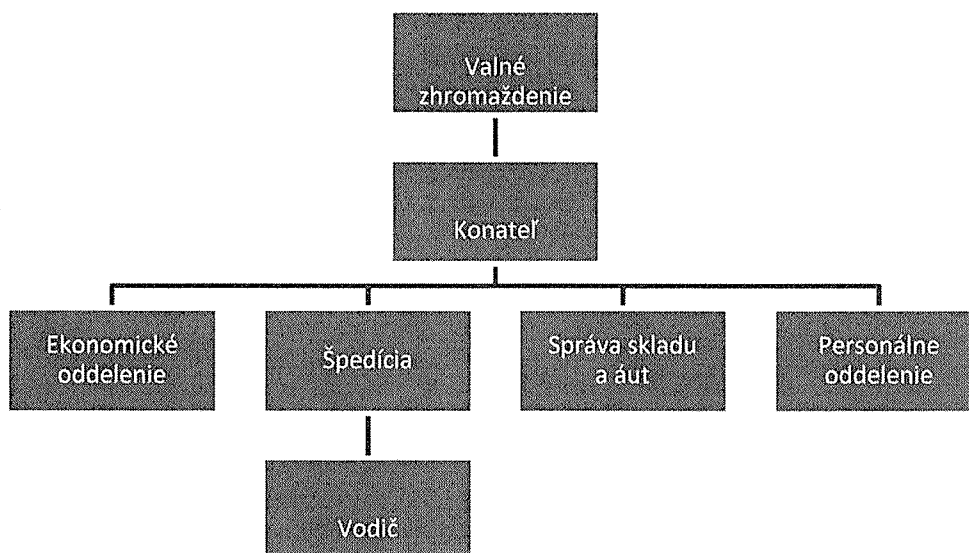 Valné
zhromaždenie
Konateľ
Ekonomické
oddelenie
Špedícia
Správa skladu
a áut
Personálne
oddelenie
Vodič